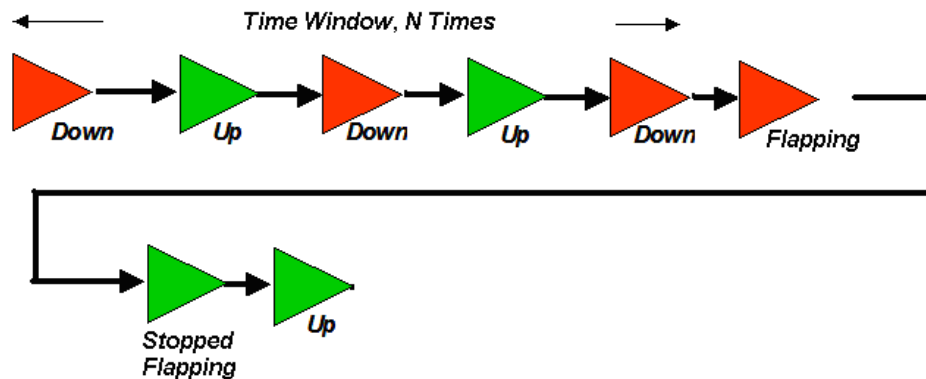 Time Window, N Times
Down
Up
Down
Up
Down
Flapping
Stopped
Flapping
Up